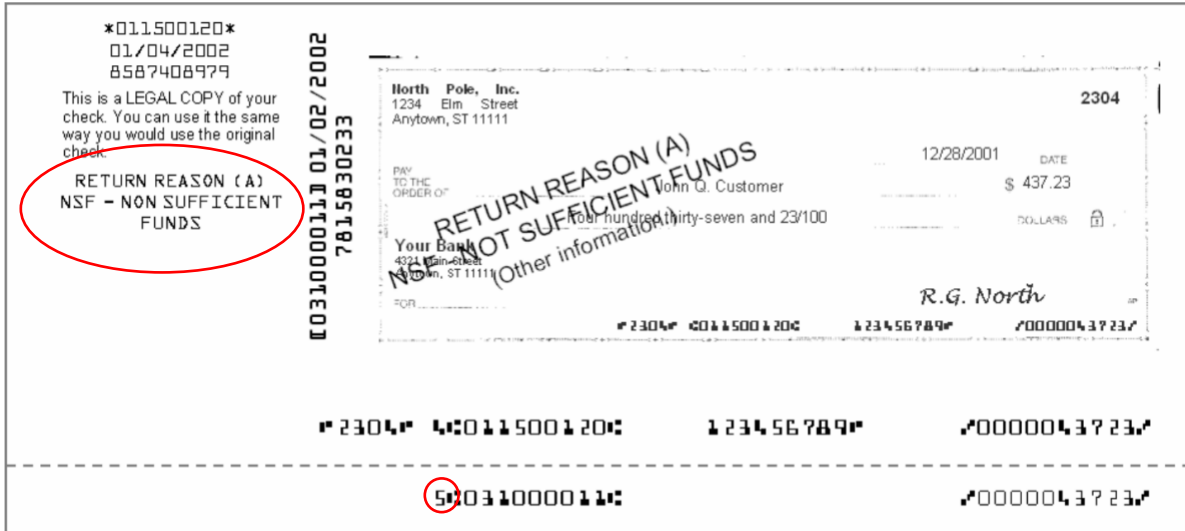 *011500120*
01/04/2002
8587408979
This is a LEGAL COPY of your
check. You can use it the same
way you would use the original
check.
RETURN REASON (A)
NSF - NON SUFFICIENT
FUNDS
[031000011] 01/02/2002
781583023
North Pole, Inc.
1234 Elm Street
Anytown, ST 11111
2304
12/28/2001 DATE
PAY
TO THE
ORDER OF
John Q. Customer
$ 437.23
Four hundred thirty-seven and 23/100
DOLLARS
RETURN REASON (A)
NSF - NOT SUFFICIENT FUNDS
(Other information)
Your Bank
4321 Main Street
Anytown, ST 11111
FOR
R.G. North
MP
⑈2304⑈ ⑆011500120⑆ 123456789⑈ ⑇0000043723⑇
⑈2304⑈ 4⑆011500120⑆ 123456789⑈ ⑇0000043723⑇
5⑆031000011⑆ ⑇0000043723⑇